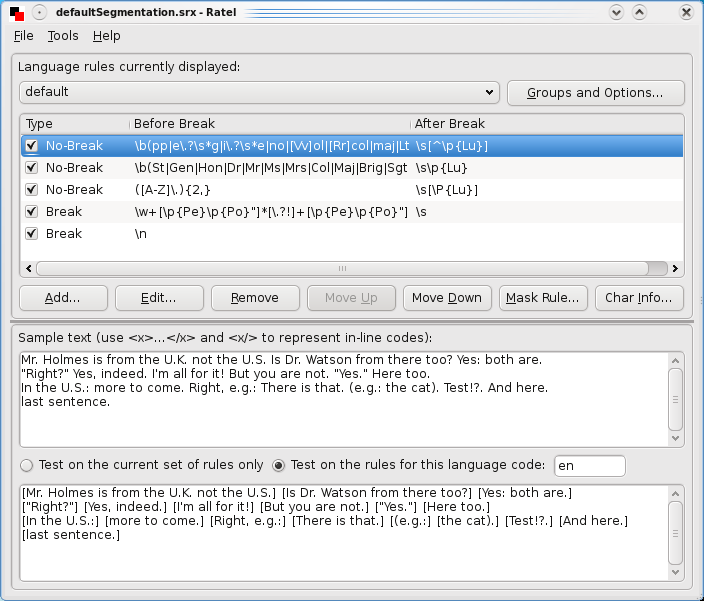 defaultSegmentation.srx - Ratel
File Tools Help
Language rules currently displayed:
default
Groups and Options...
Type Before Break After Break
No-Break \b(pp|e\.?\s*g|i\.?\s*e|no|[Vv]ol|[Rr]col|maj|Lt \s[^\p{Lu}]
No-Break \b(St|Gen|Hon|Dr|Mr|Ms|Mrs|Col|Maj|Brig|Sgt \s\p{Lu}
No-Break ([A-Z]\.){2,} \s[\P{Lu}]
Break \w+[\p{Pe}\p{Po}"]*[\.?!]+[\p{Pe}\p{Po}"] \s
Break \n
Add... Edit... Remove Move Up Move Down Mask Rule... Char Info...
Sample text (use <x>...</x> and <x/> to represent in-line codes):
Mr. Holmes is from the U.K. not the U.S. Is Dr. Watson from there too? Yes: both are.
"Right?" Yes, indeed. I'm all for it! But you are not. "Yes." Here too.
In the U.S.: more to come. Right, e.g.: There is that. (e.g.: the cat). Test!?. And here.
last sentence.
Test on the current set of rules only Test on the rules for this language code: en
[Mr. Holmes is from the U.K. not the U.S.] [Is Dr. Watson from there too?] [Yes: both are.]
["Right?"] [Yes, indeed.] [I'm all for it!] [But you are not.] ["Yes."] [Here too.]
[In the U.S.:] [more to come.] [Right, e.g.:] [There is that.] [(e.g.:] [the cat).] [Test!?.] [And here.]
[last sentence.]